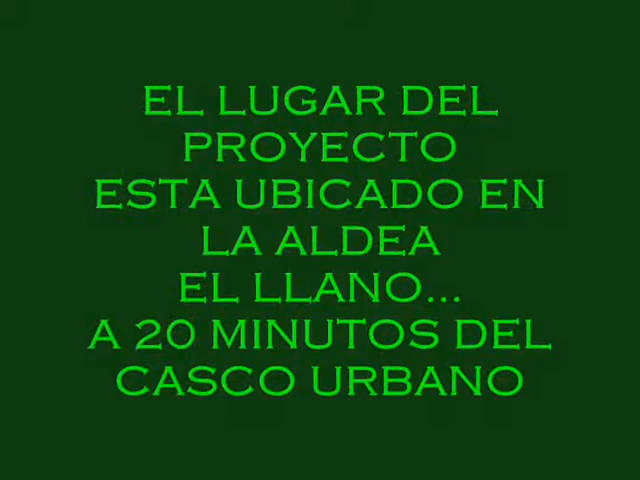 EL LUGAR DEL
PROYECTO
ESTA UBICADO EN
LA ALDEA
EL LLANO...
A 20 MINUTOS DEL
CASCO URBANO